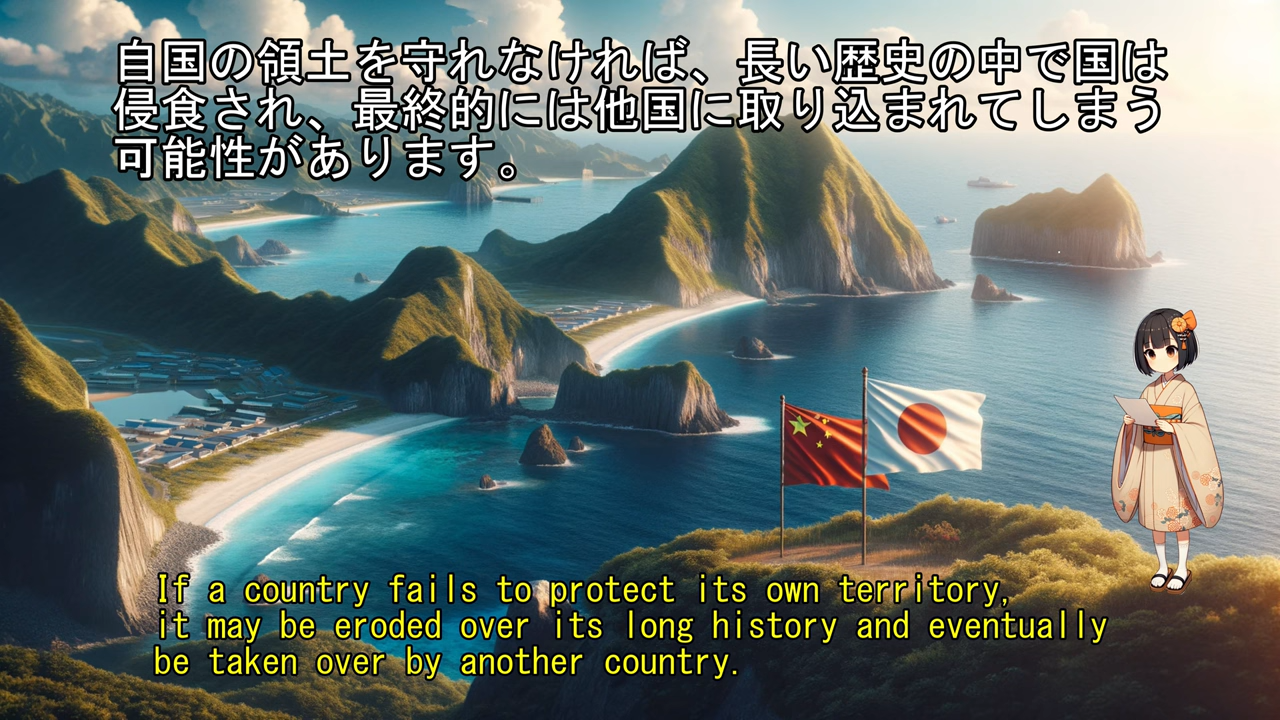 自国の領土を守れなければ、長い歴史の中で国は
侵食され、最終的には他国に取り込まれてしまう
可能性があります。
If a country fails to protect its own territory,
it may be eroded over its long history and eventually
be taken over by another country.